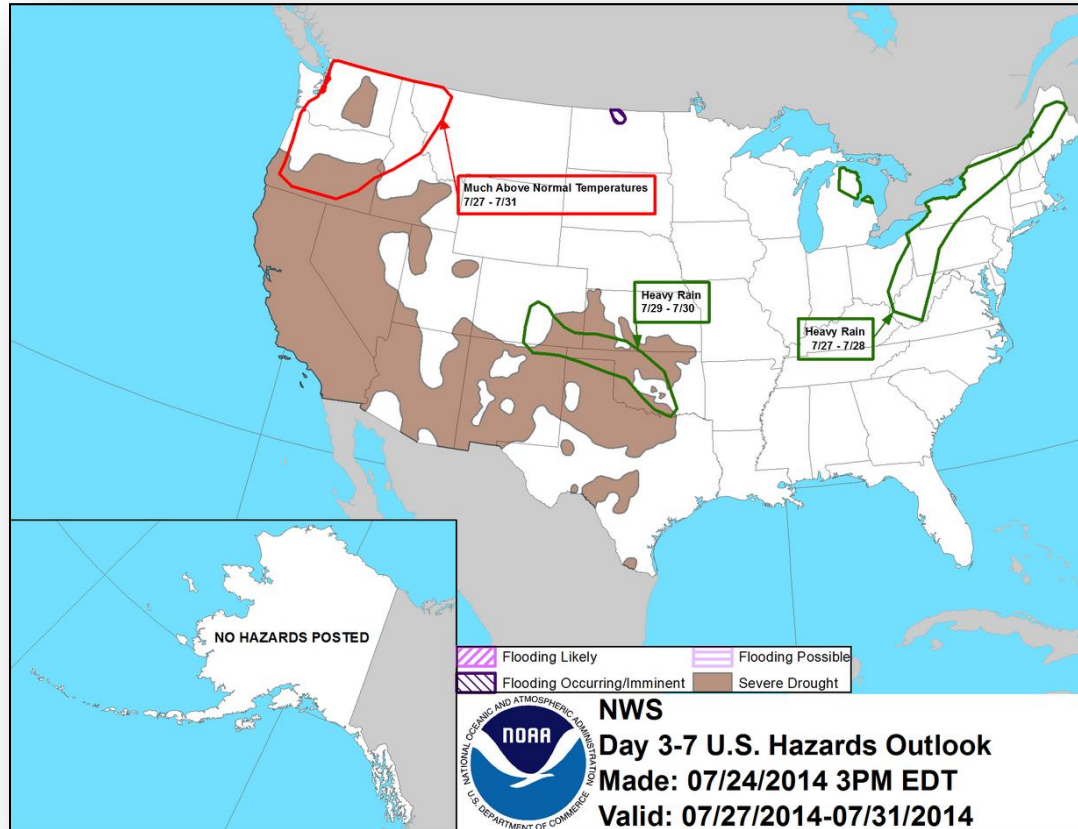 Much Above Normal Temperatures
7/27 - 7/31
Heavy Rain
7/29 - 7/30
Heavy Rain
7/27 - 7/28
NO HAZARDS POSTED
Flooding Likely
Flooding Possible
Flooding Occurring/Imminent
Severe Drought
NATIONAL OCEANIC AND ATMOSPHERIC ADMINISTRATION
NOAA
U.S. DEPARTMENT OF COMMERCE
NWS
Day 3-7 U.S. Hazards Outlook
Made: 07/24/2014 3PM EDT
Valid: 07/27/2014-07/31/2014